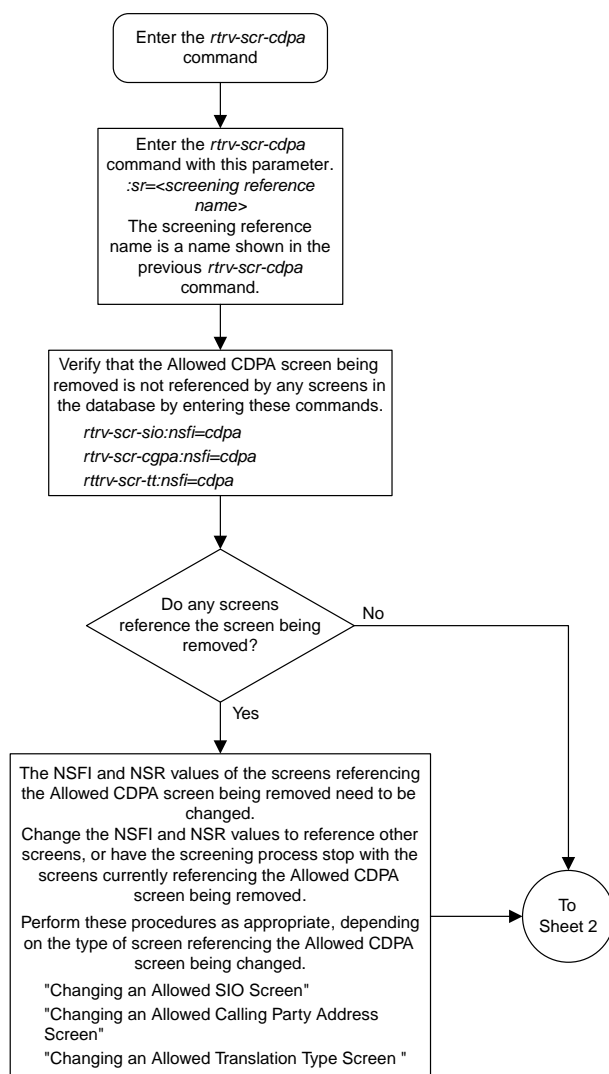 Enter the rtrv-scr-cdpa
command
Enter the rtrv-scr-cdpa
command with this parameter.
:sr=<screening reference
name>
The screening reference
name is a name shown in the
previous rtrv-scr-cdpa
command.
Verify that the Allowed CDPA screen being
removed is not referenced by any screens in
the database by entering these commands.
rtrv-scr-sio:nsfi=cdpa
rtrv-scr-cgpa:nsfi=cdpa
rttrv-scr-tt:nsfi=cdpa
Do any screens
reference the screen being
removed?
No
Yes
The NSFI and NSR values of the screens referencing
the Allowed CDPA screen being removed need to be
changed.
Change the NSFI and NSR values to reference other
screens, or have the screening process stop with the
screens currently referencing the Allowed CDPA
screen being removed.
Perform these procedures as appropriate, depending
on the type of screen referencing the Allowed CDPA
screen being changed.
"Changing an Allowed SIO Screen"
"Changing an Allowed Calling Party Address
Screen"
"Changing an Allowed Translation Type Screen "
To
Sheet 2